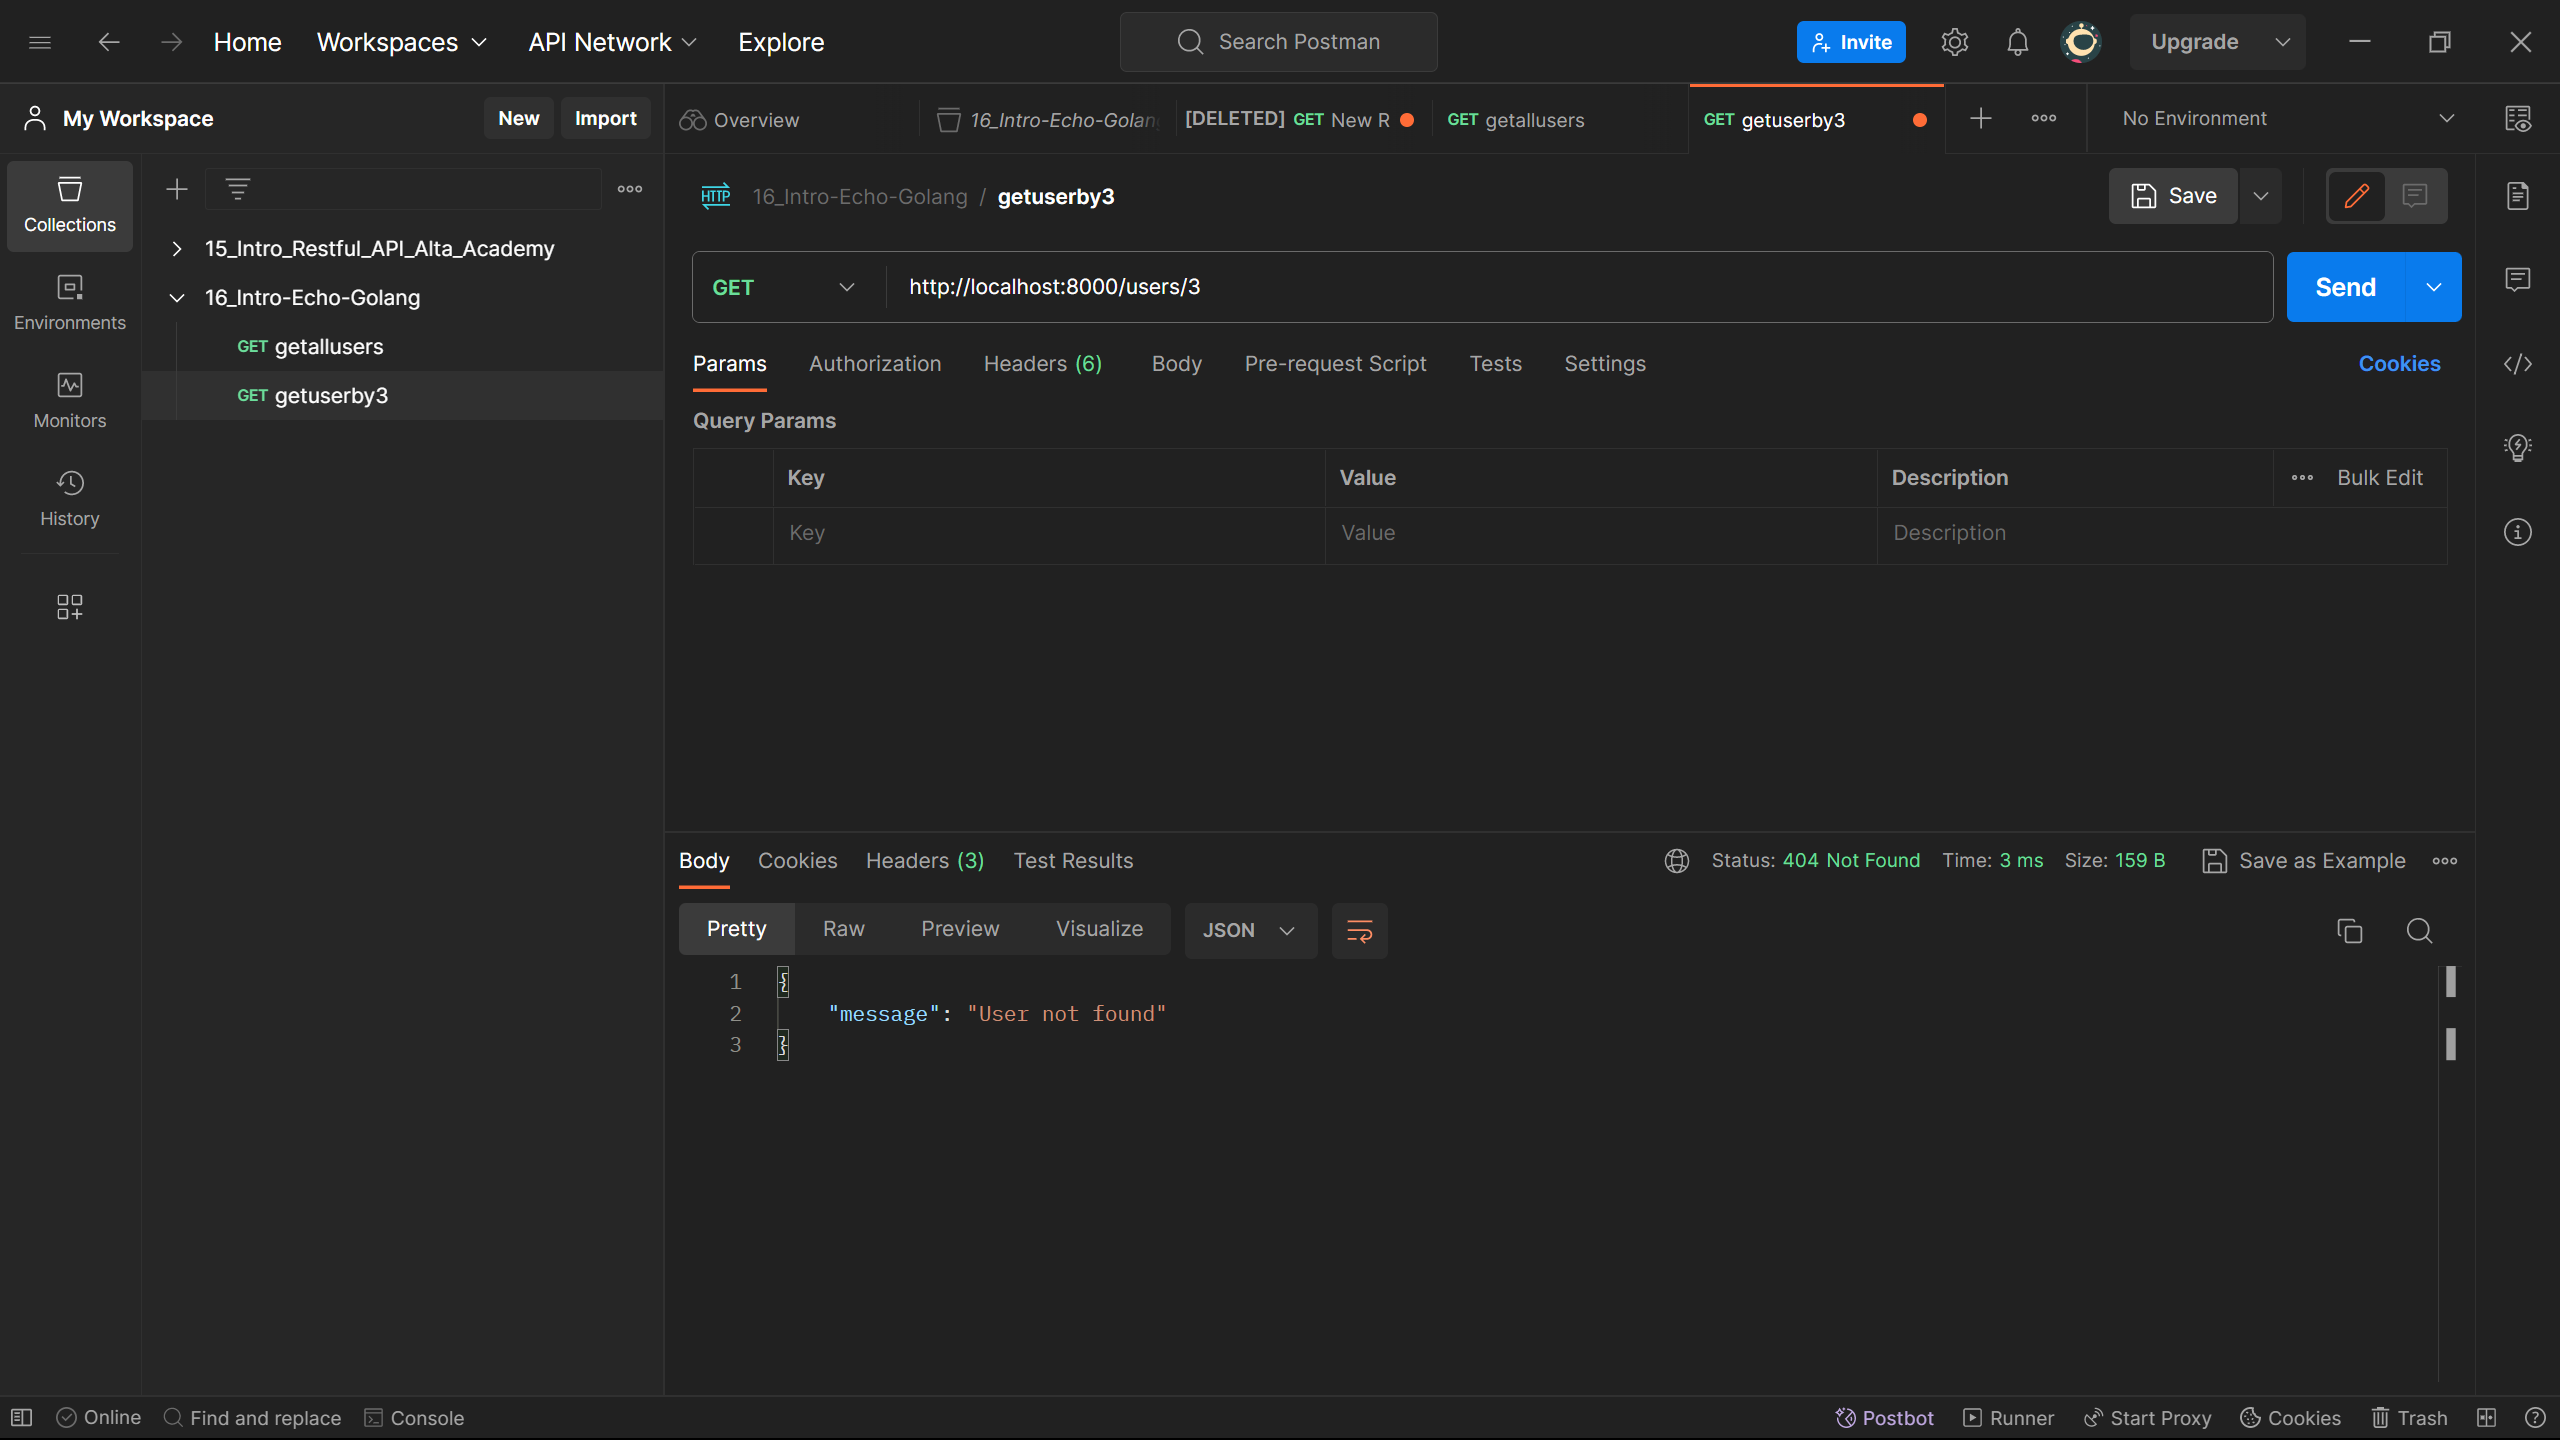 Home Workspaces API Network Explore Search Postman Invite Upgrade
My Workspace New Import Overview 16_Intro-Echo-Golang [DELETED] GET New R GET getallusers GET getuserby3 No Environment
Collections
Environments
Monitors
History
15_Intro_Restful_API_Alta_Academy
16_Intro-Echo-Golang
GET getallusers
GET getuserby3
HTTP 16_Intro-Echo-Golang / getuserby3 Save
GET http://localhost:8000/users/3 Send
Params Authorization Headers (6) Body Pre-request Script Tests Settings Cookies
Query Params
Key Value Description Bulk Edit
Key Value Description
Body Cookies Headers (3) Test Results Status: 404 Not Found Time: 3 ms Size: 159 B Save as Example
Pretty Raw Preview Visualize JSON
1 {
2 "message": "User not found"
3 }
Online Find and replace Console Postbot Runner Start Proxy Cookies Trash